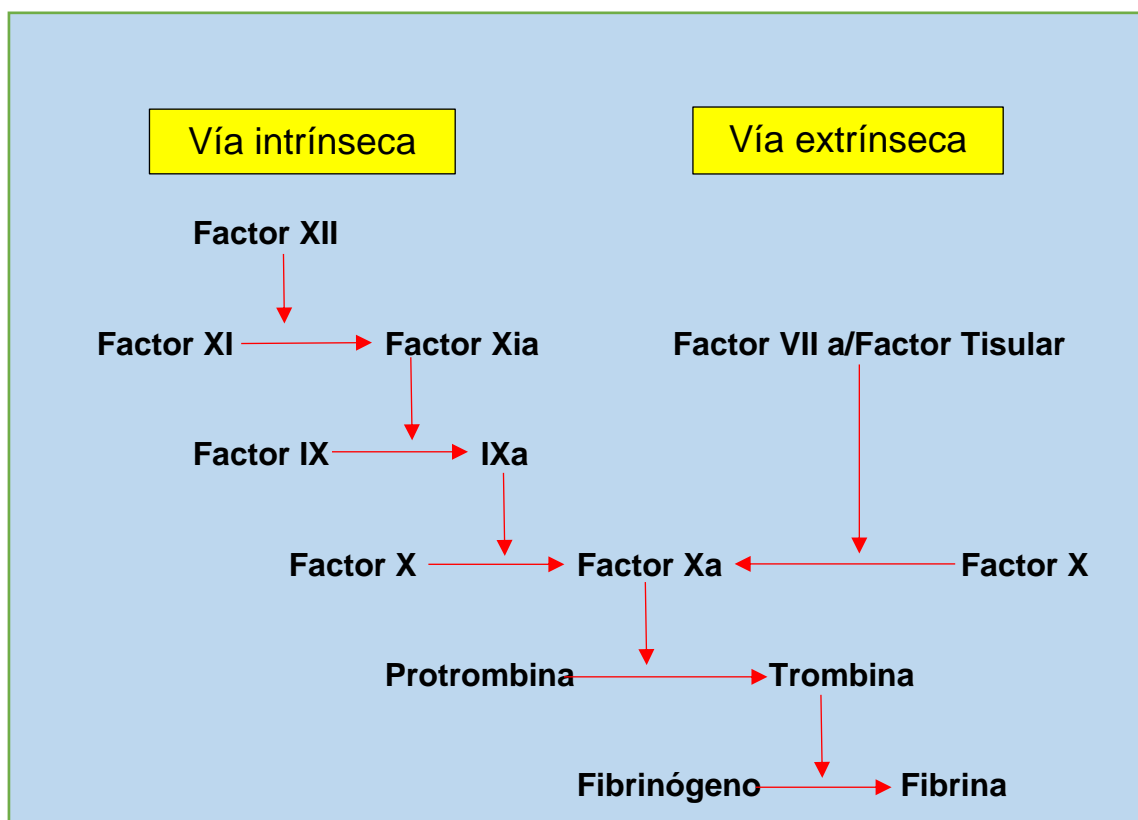 Vía intrínseca Vía extrínseca
Factor XII
Factor XI Factor Xia Factor VII a/Factor Tisular
Factor IX IXa
Factor X Factor Xa Factor X
Protrombina Trombina
Fibrinógeno Fibrina